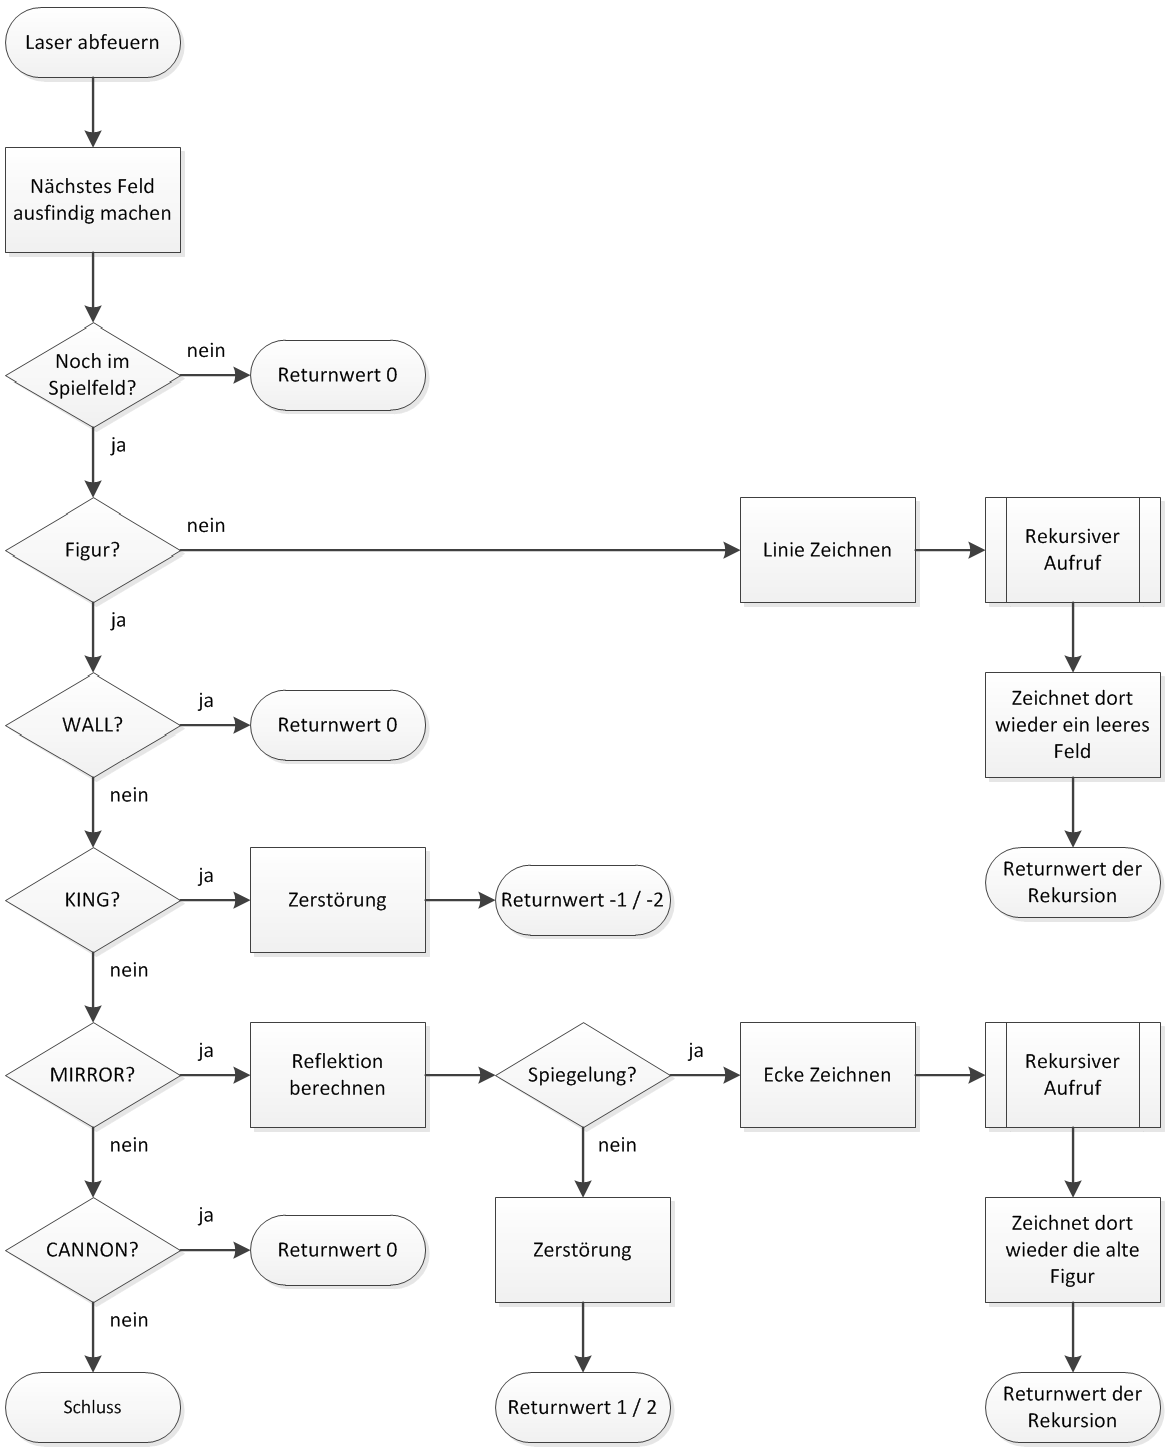 Laser abfeuern
Nächstes Feld
ausfindig machen
Noch im
Spielfeld?
nein
Returnwert 0
ja
Figur?
nein
Linie Zeichnen
Rekursiver
Aufruf
ja
Zeichnet dort
wieder ein leeres
Feld
WALL?
ja
Returnwert 0
nein
Returnwert der
Rekursion
KING?
ja
Zerstörung
Returnwert -1 / -2
nein
MIRROR?
ja
Reflektion
berechnen
Spiegelung?
ja
Ecke Zeichnen
Rekursiver
Aufruf
nein
nein
Zeichnet dort
wieder die alte
Figur
CANNON?
ja
Returnwert 0
Zerstörung
nein
Schluss
Returnwert 1 / 2
Returnwert der
Rekursion